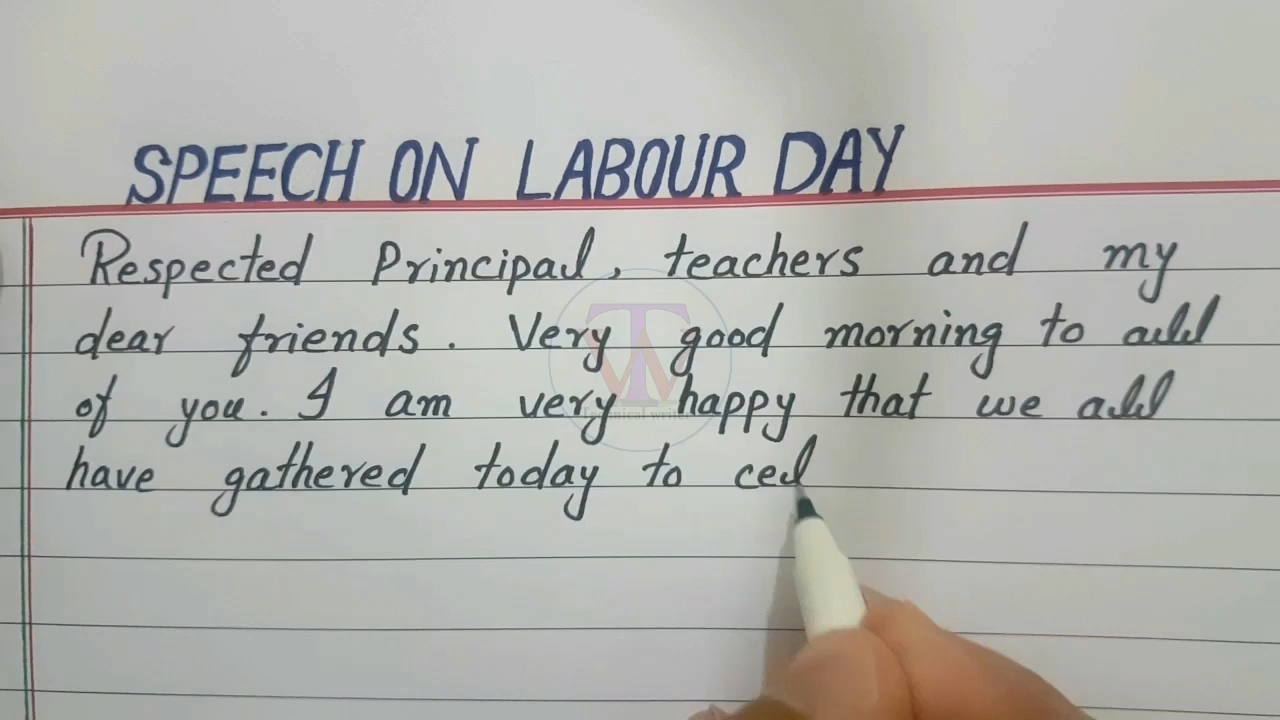 SPEECH ON LABOUR DAY
Respected Principal, teachers and my
dear friends. Very good morning to all
of you. I am very happy that we all
have gathered today to cel